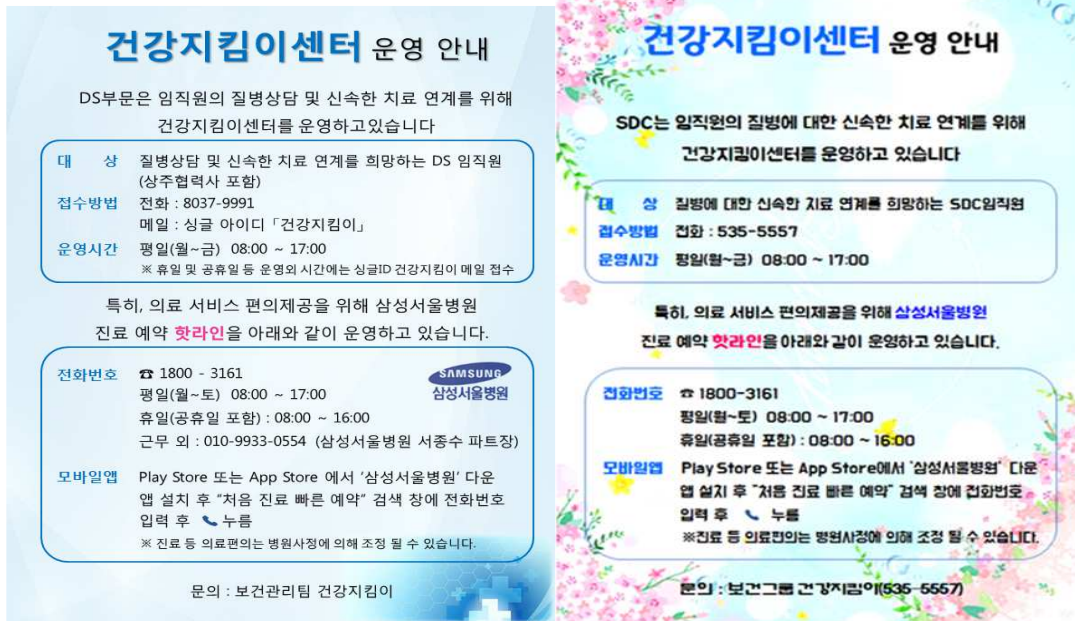 건강지킴이센터 운영 안내
DS부문은 임직원의 질병상담 및 신속한 치료 연계를 위해
건강지킴이센터를 운영하고있습니다
대 상 질병상담 및 신속한 치료 연계를 희망하는 DS 임직원
(상주협력사 포함)
접수방법 전화 : 8037-9991
메일 : 싱글 아이디 「건강지킴이」
운영시간 평일(월~금) 08:00 ~ 17:00
※ 휴일 및 공휴일 등 운영외 시간에는 싱글ID 건강지킴이 메일 접수
특히, 의료 서비스 편의제공을 위해 삼성서울병원
진료 예약 핫라인을 아래와 같이 운영하고 있습니다.
전화번호 ☎ 1800 - 3161
평일(월~토) 08:00 ~ 17:00
휴일(공휴일 포함) : 08:00 ~ 16:00
근무 외 : 010-9933-0554 (삼성서울병원 서종수 파트장)
SAMSUNG
삼성서울병원
모바일앱 Play Store 또는 App Store 에서 '삼성서울병원' 다운
앱 설치 후 "처음 진료 빠른 예약" 검색 창에 전화번호
입력 후 📞 누름
※ 진료 등 의료편의는 병원사정에 의해 조정 될 수 있습니다.
문의 : 보건관리팀 건강지킴이
건강지킴이센터 운영 안내
SDC는 임직원의 질병에 대한 신속한 치료 연계를 위해
건강지킴이센터를 운영하고 있습니다
대 상 질병에 대한 신속한 치료 연계를 희망하는 SDC임직원
접수방법 전화 : 535-5557
운영시간 평일(월~금) 08:00 ~ 17:00
특히, 의료 서비스 편의제공을 위해 삼성서울병원
진료 예약 핫라인을 아래와 같이 운영하고 있습니다.
전화번호 ☎ 1800-3161
평일(월~토) 08:00 ~ 17:00
휴일(공휴일 포함) : 08:00 ~ 16:00
모바일앱 Play Store 또는 App Store에서 '삼성서울병원' 다운
앱 설치 후 "처음 진료 빠른 예약" 검색 창에 전화번호
입력 후 📞 누름
※진료 등 의료편의는 병원사정에 의해 조정 될 수 있습니다.
문의 : 보건그룹 건강지킴이(535-5557)